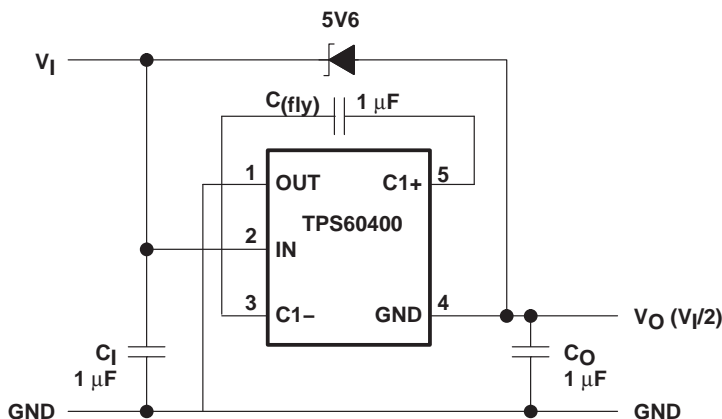 5V6
VI
C(fly) 1 μF
1 OUT C1+ 5
TPS60400
2 IN
3 C1− GND 4
VO (VI/2)
CI
1 μF
CO
1 μF
GND GND